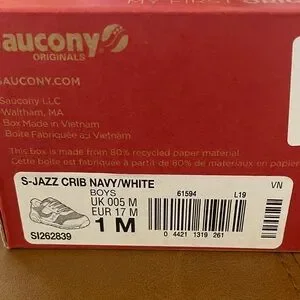 MY FIRST
saucony
ORIGINALS
SAUCONY.COM
Saucony LLC
Waltham, MA
Box Made in Vietnam
Boîte Fabriquée au Vietnam
This box is made from 80% recycled paper material
Cette boîte est fabriquée à partir de 80% de matériaux en papier
S-JAZZ CRIB NAVY/WHITE
BOYS 61594 L19 VN
UK 005 M
EUR 17 M
1 M
0 4421 1319 261
SI262839